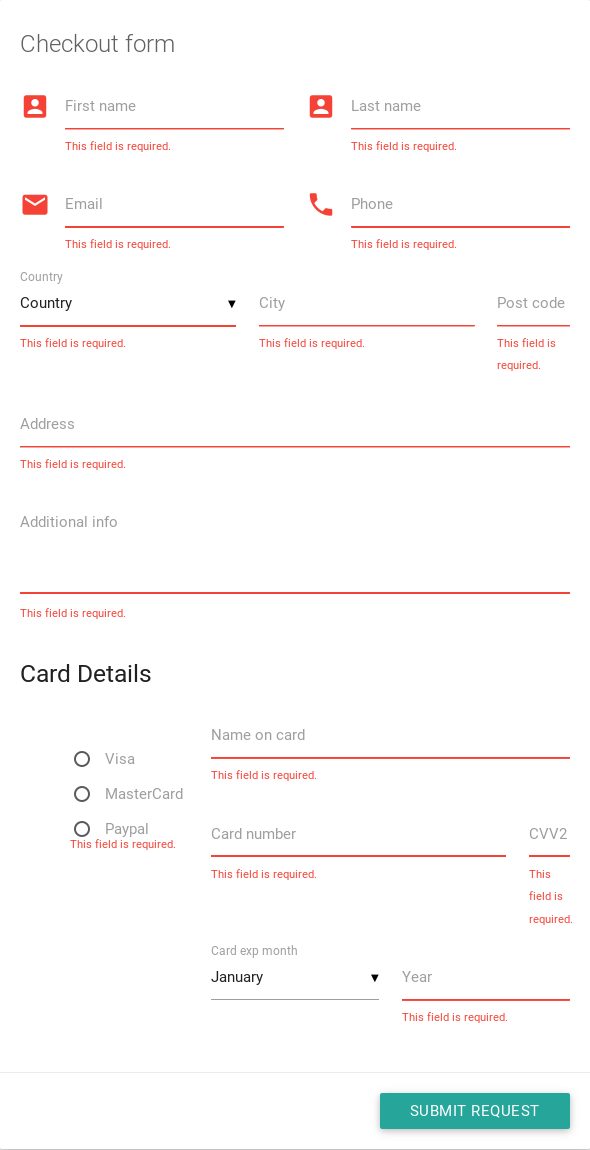 Checkout form
First name
Last name
This field is required.
This field is required.
Email
Phone
This field is required.
This field is required.
Country
Country ▼
City
Post code
This field is required.
This field is required.
This field is
required.
Address
This field is required.
Additional info
This field is required.
Card Details
Name on card
This field is required.
Visa
MasterCard
Paypal
This field is required.
Card number
CVV2
This field is required.
This
field is
required.
Card exp month
January ▼
Year
This field is required.
SUBMIT REQUEST